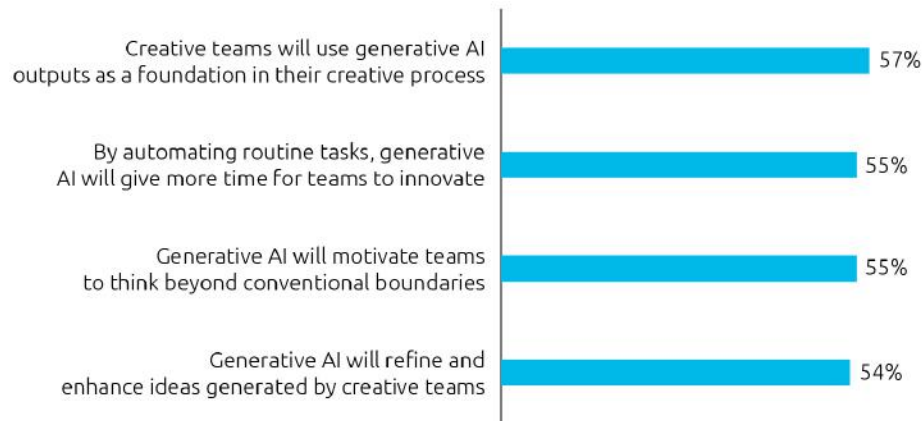 Creative teams will use generative AI
outputs as a foundation in their creative process
57%
By automating routine tasks, generative
AI will give more time for teams to innovate
55%
Generative AI will motivate teams
to think beyond conventional boundaries
55%
Generative AI will refine and
enhance ideas generated by creative teams
54%